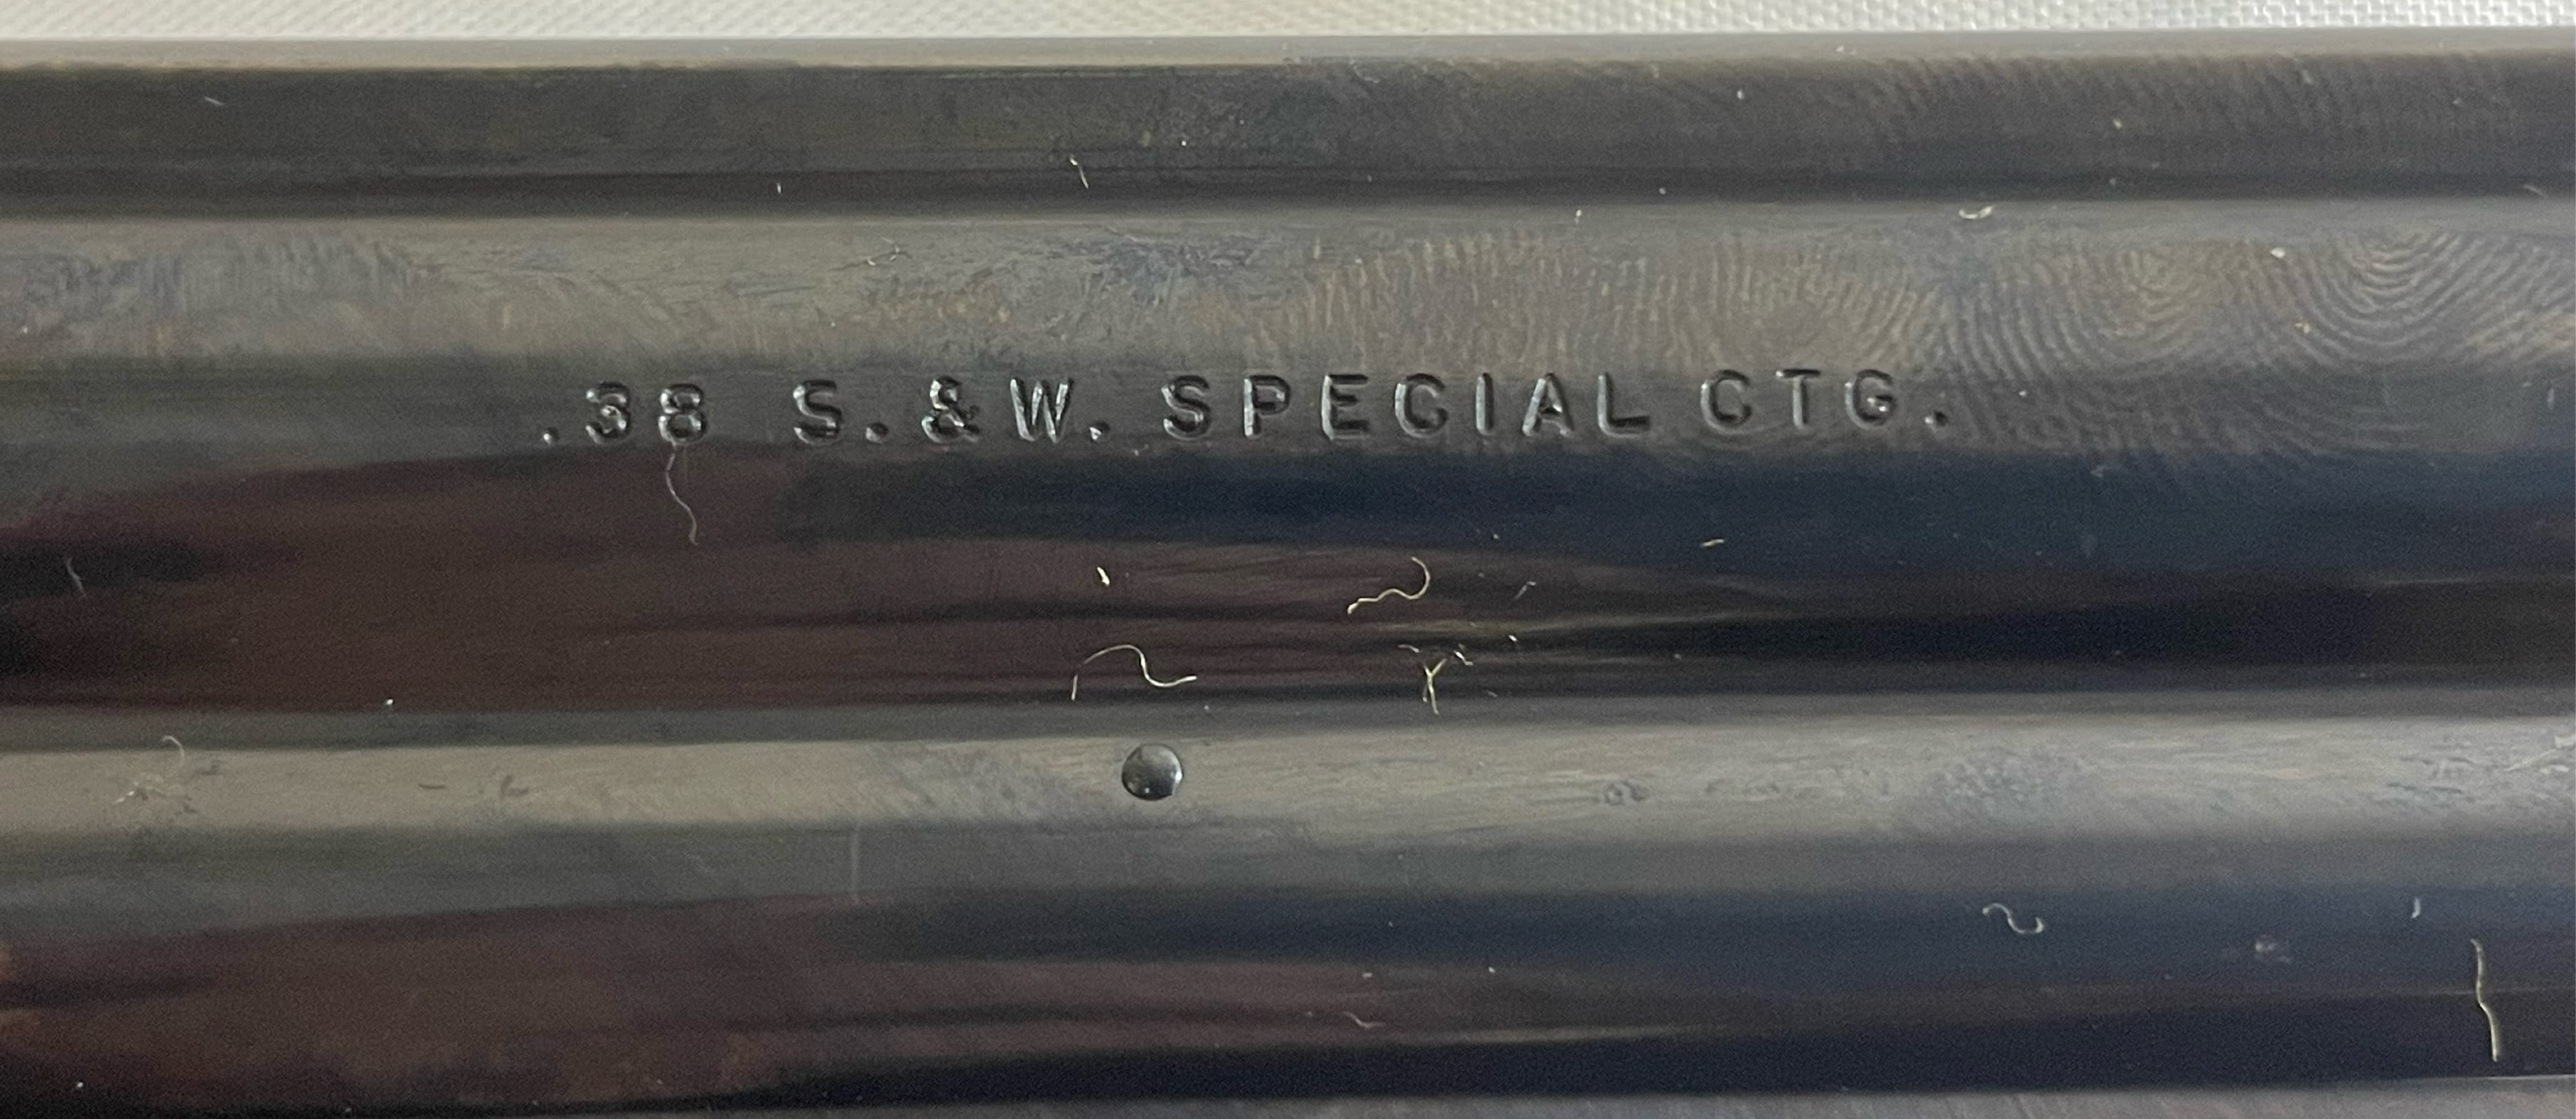 .38 S.&W. SPECIAL CTG.